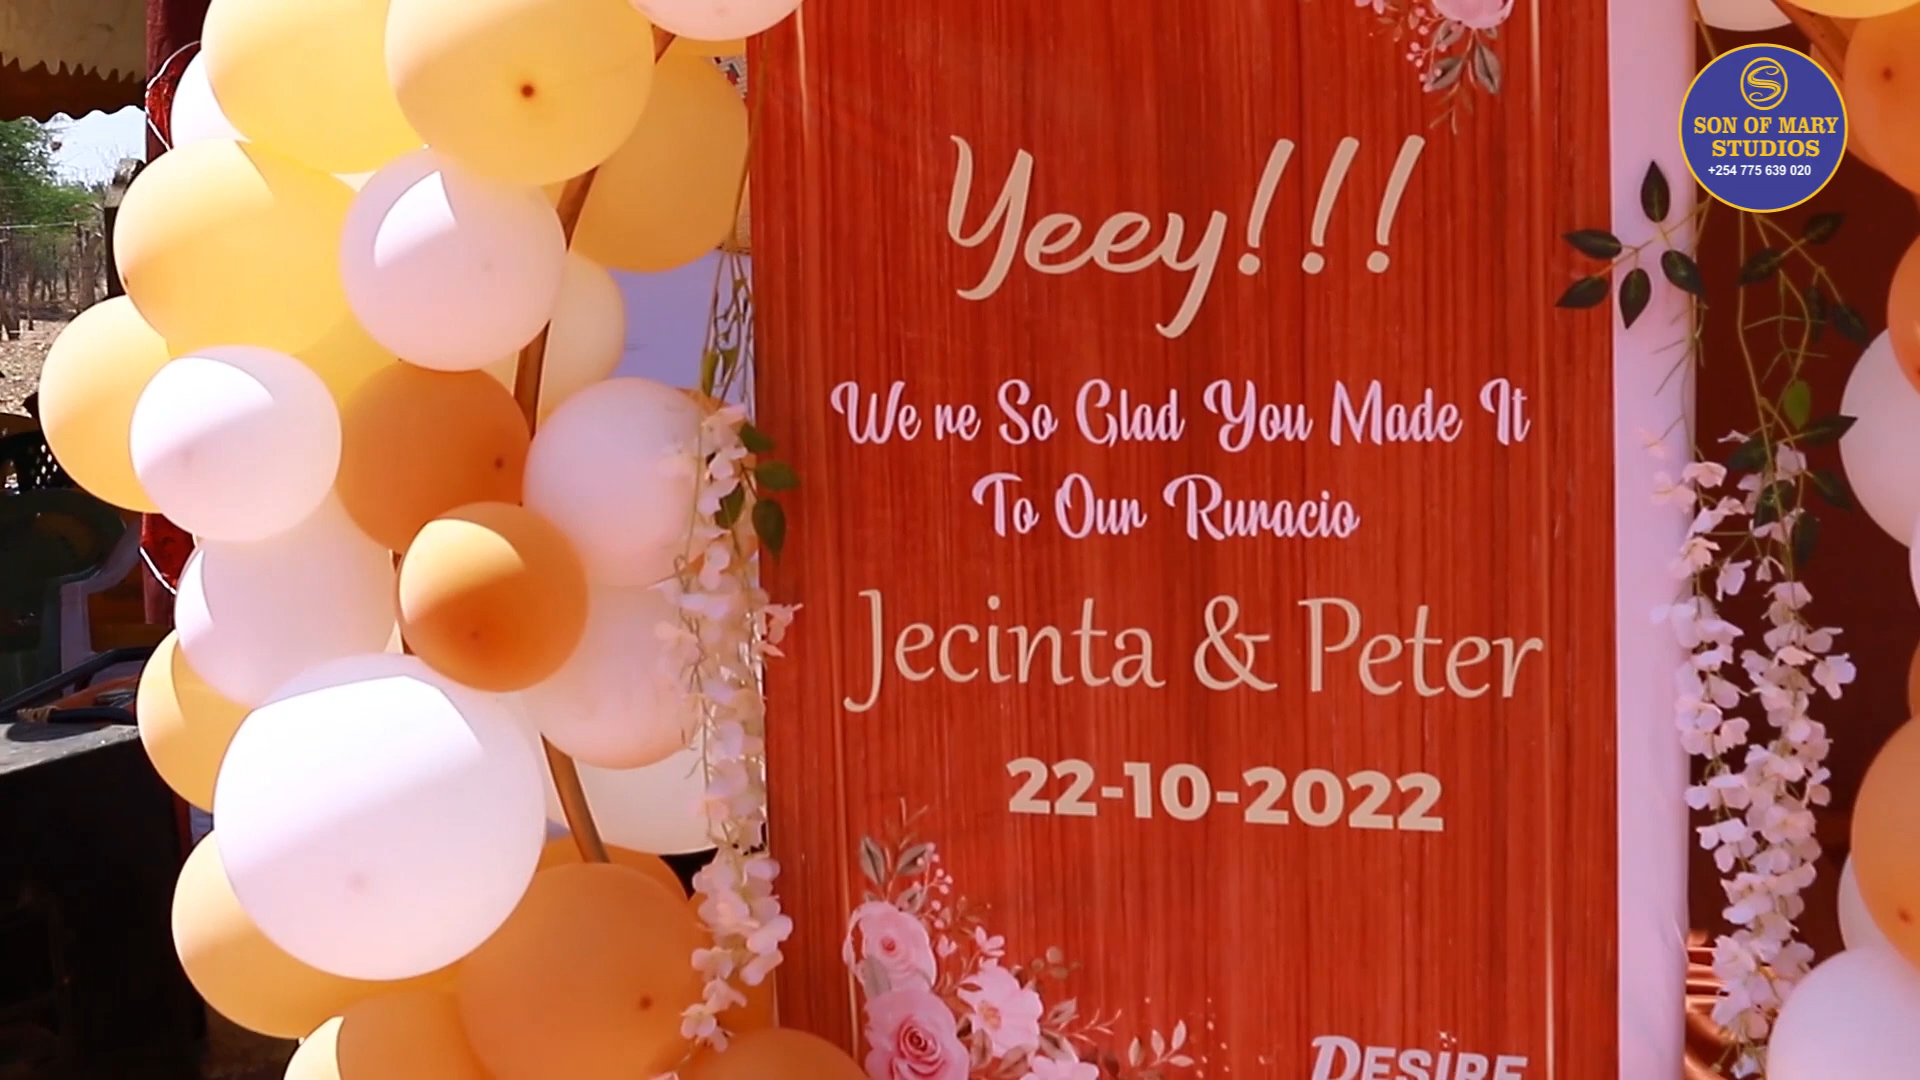 Yeey!!!
We re So Glad You Made It
To Our Ruracio
Jecinta & Peter
22-10-2022
DESIRE
S
SON OF MARY
STUDIOS
+254 775 639 020